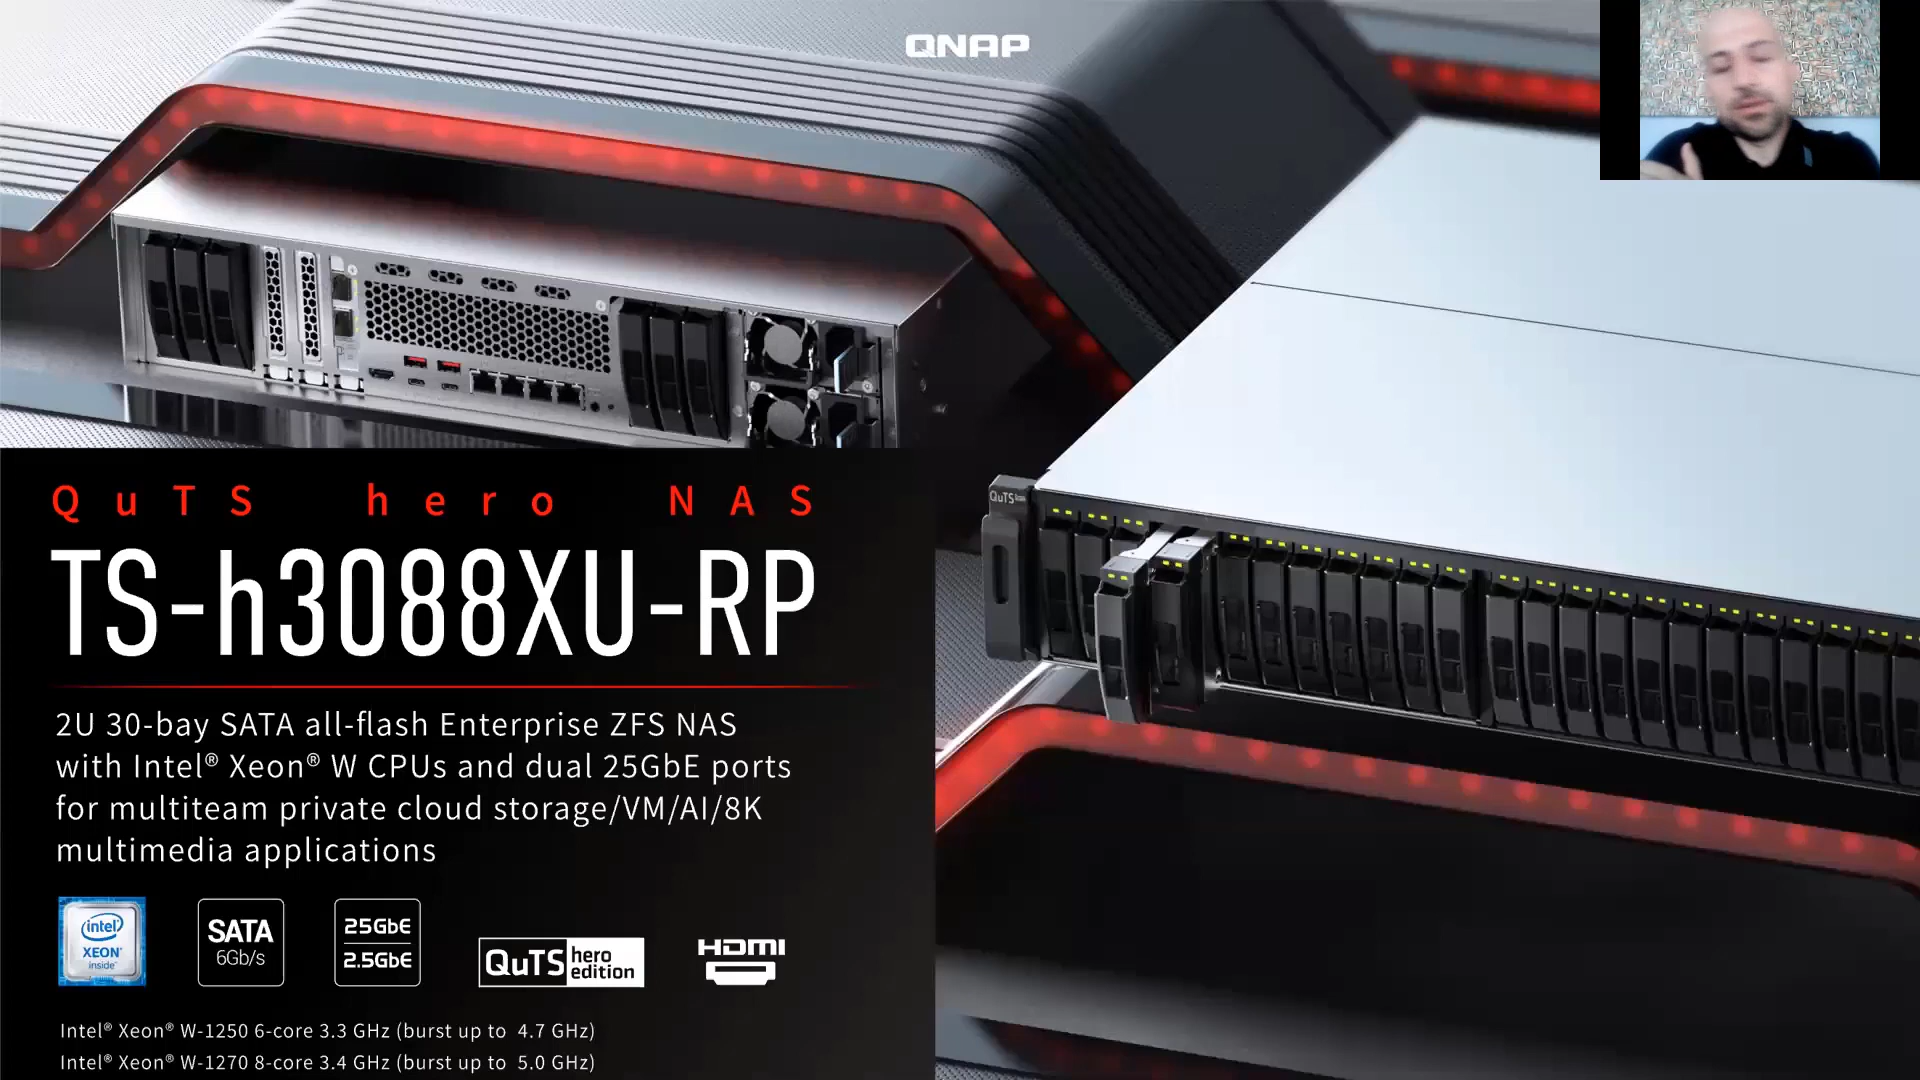 QNAP
QuTS hero NAS
TS-h3088XU-RP
2U 30-bay SATA all-flash Enterprise ZFS NAS
with Intel® Xeon® W CPUs and dual 25GbE ports
for multiteam private cloud storage/VM/AI/8K
multimedia applications
intel®
XEON®
inside™
SATA
6Gb/s
25GbE
2.5GbE
QuTS hero edition
HDMI
Intel® Xeon® W-1250 6-core 3.3 GHz (burst up to 4.7 GHz)
Intel® Xeon® W-1270 8-core 3.4 GHz (burst up to 5.0 GHz)
QuTS